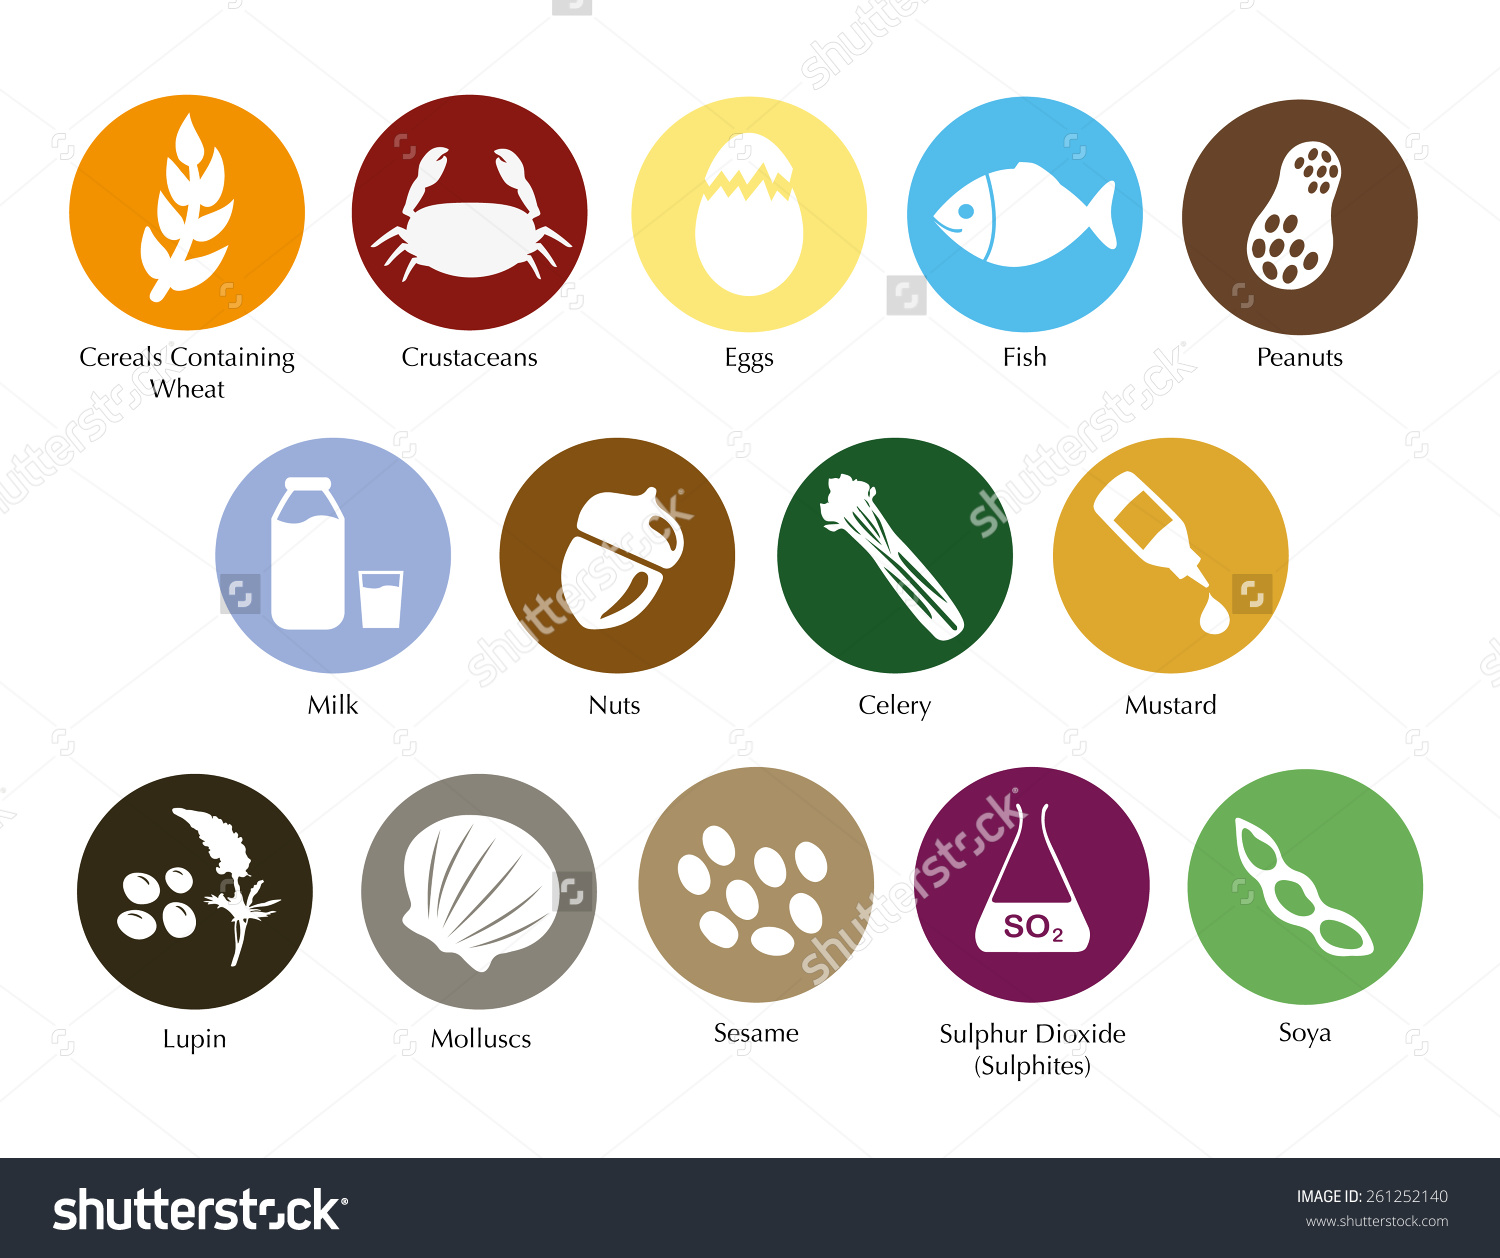 Cereals Containing
Wheat
Crustaceans
Eggs
Fish
Peanuts
Milk
Nuts
Celery
Mustard
SO₂
Lupin
Molluscs
Sesame
Sulphur Dioxide
(Sulphites)
Soya
shutterstock
shutterstock
shutterstock
shutterstock
shutterstock
shutterstock®
IMAGE ID: 261252140
www.shutterstock.com